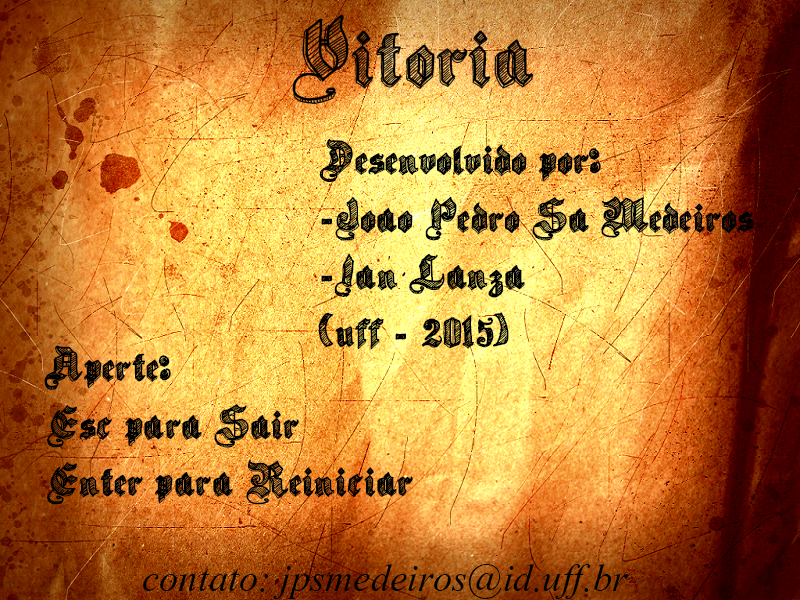 Vitoria
Desenvolvido por:
-Joao Pedro Sa Medeiros
-Ian Lanza
(uff - 2015)
Aperte:
Esc para Sair
Enter para Reiniciar
contato: jpsmedeiros@id.uff.br